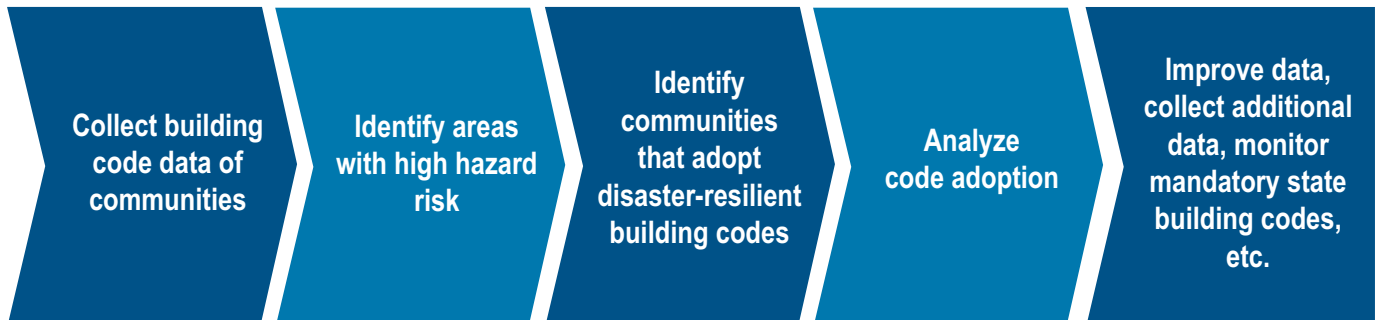 Collect building
code data of
communities
Identify areas
with high hazard
risk
Identify
communities
that adopt
disaster-resilient
building codes
Analyze
code adoption
Improve data,
collect additional
data, monitor
mandatory state
building codes,
etc.